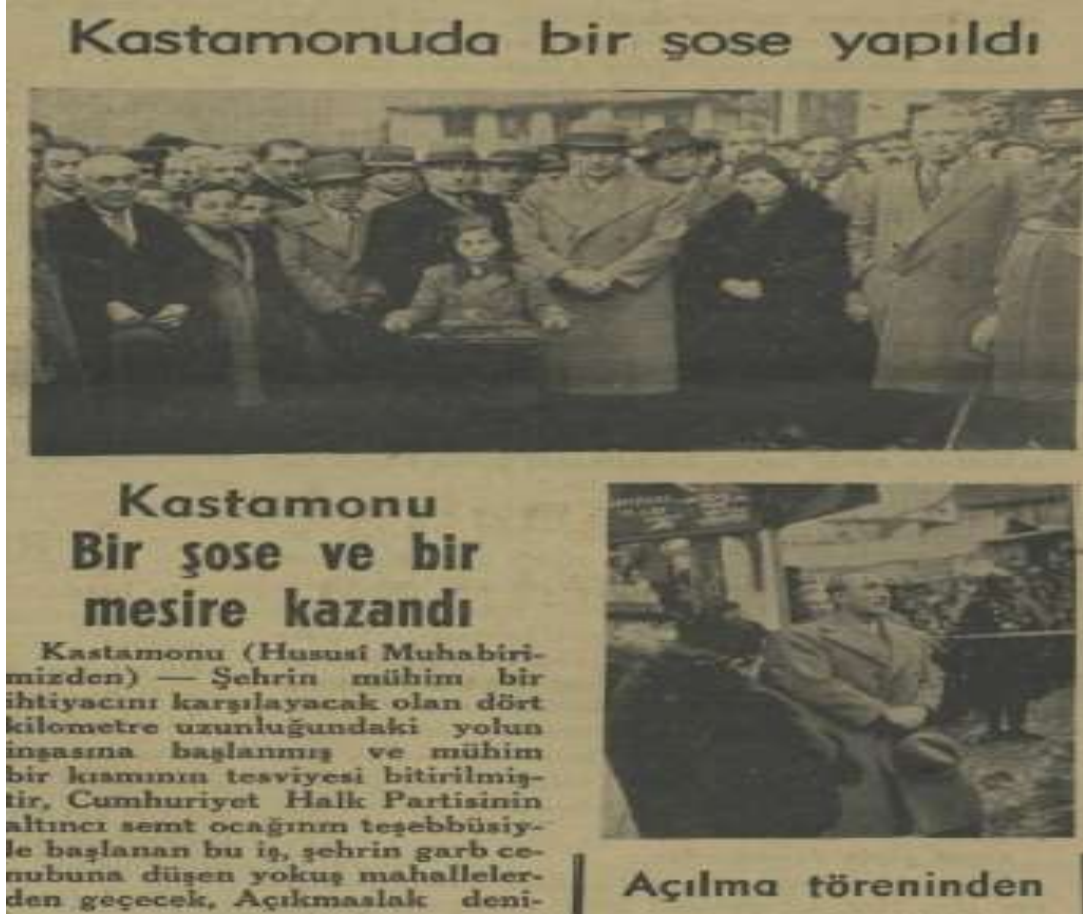 Kastamonuda bir şose yapıldı
Kastamonu
Bir şose ve bir
mesire kazandı
Kastamonu (Hususî Muhabiri-
mizden) — Şehrin mühim bir
ihtiyacını karşılayacak olan dört
kilometre uzunluğundaki yolun
inşasına başlanmış ve mühim
bir kısmının tesviyesi bitirilmiş-
tir, Cumhuriyet Halk Partisinin
altıncı semt ocağının teşebbüsiy-
le başlanan bu iş, şehrin garb ce-
nubuna düşen yokuş mahalleler-
den geçecek, Açıkmaslak deni-
Açılma töreninden